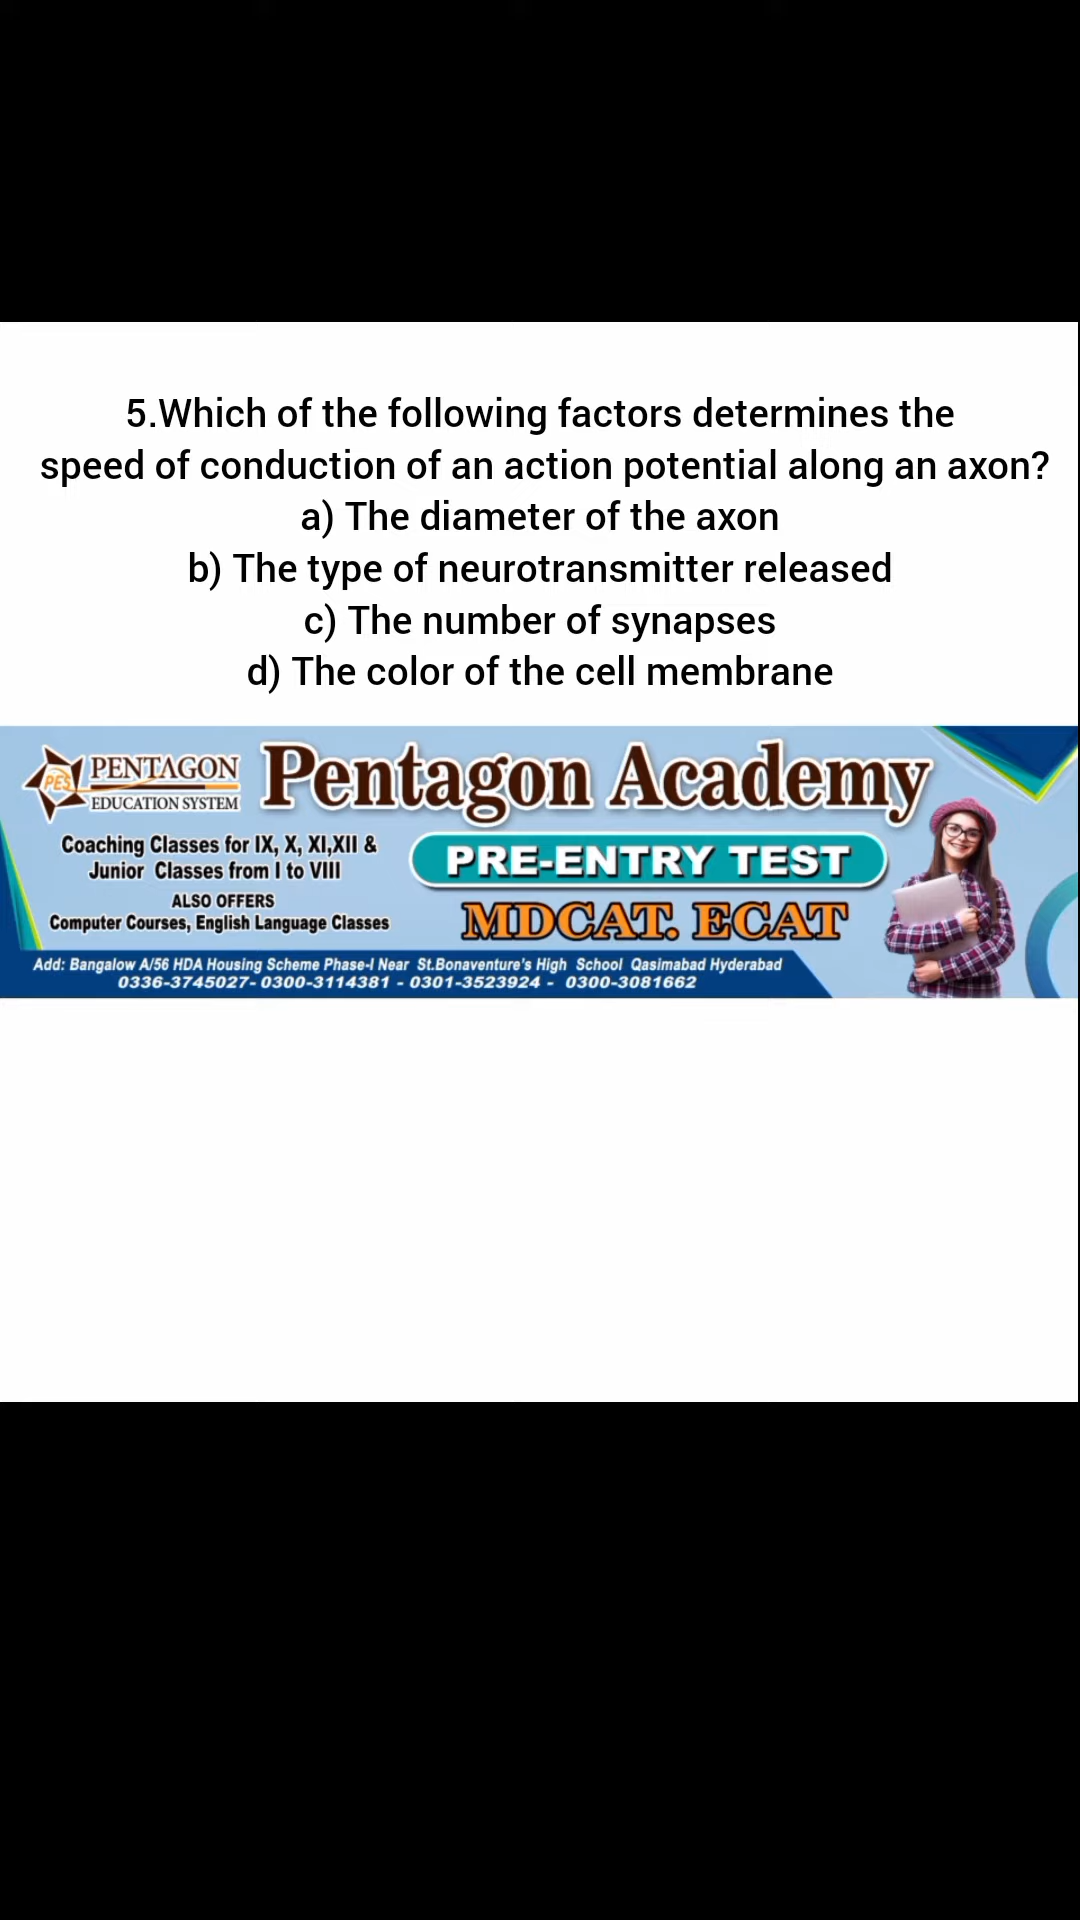 5.Which of the following factors determines the
speed of conduction of an action potential along an axon?
a) The diameter of the axon
b) The type of neurotransmitter released
c) The number of synapses
d) The color of the cell membrane
PES
PENTAGON
EDUCATION SYSTEM
Pentagon Academy
Coaching Classes for IX, X, XI,XII &
Junior Classes from I to VIII
ALSO OFFERS
Computer Courses, English Language Classes
PRE-ENTRY TEST
MDCAT. ECAT
Add: Bangalow A/56 HDA Housing Scheme Phase-I Near St.Bonaventure's High School Qasimabad Hyderabad
0336-3745027- 0300-3114381 - 0301-3523924 - 0300-3081662